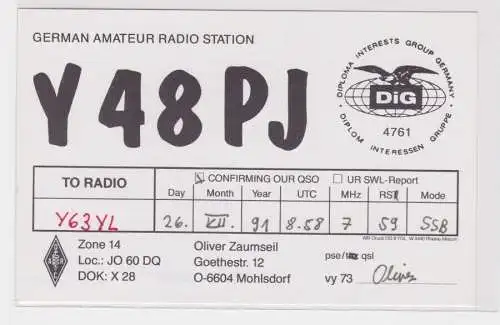 GERMAN AMATEUR RADIO STATION
Y48PJ
DIPLOMA INTERESTS GROUP GERMANY
DIG
4761
DIPLOM INTERESSEN GRUPPE
TO RADIO
CONFIRMING OUR QSO UR SWL-Report
Day Month Year UTC MHz RST Mode
Y63YL 26. VII. 91 8.58 7 59 SSB
Zone 14
Loc.: JO 60 DQ
DOK: X 28
Oliver Zaumseil
Goethestr. 12
O-6604 Mohlsdorf
pse/ qsl
vy 73 Oliver